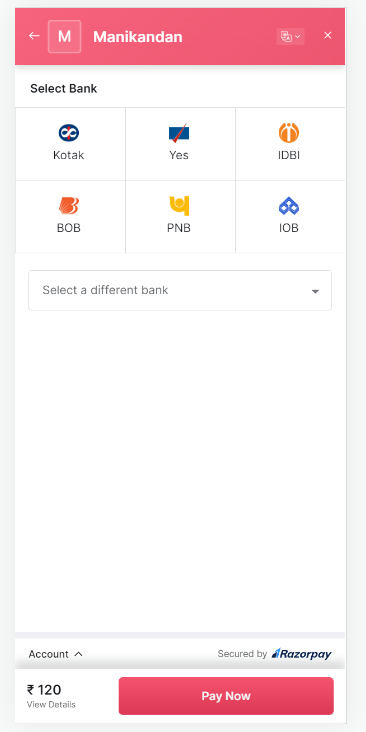 M Manikandan
Select Bank
Kotak Yes IDBI
BOB PNB IOB
Select a different bank
Account Secured by Razorpay
₹ 120
View Details
Pay Now